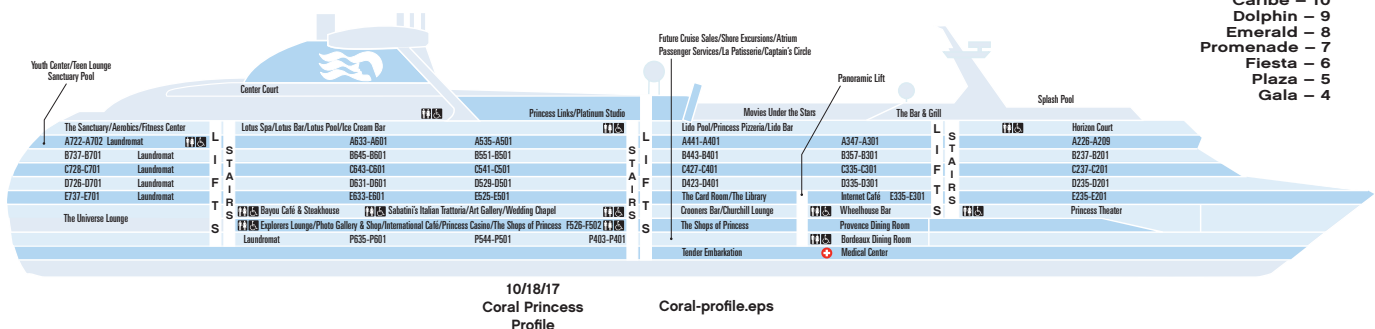 Caribe – 10
Dolphin – 9
Emerald – 8
Promenade – 7
Fiesta – 6
Plaza – 5
Gala – 4
Future Cruise Sales/Shore Excursions/Atrium
Passenger Services/La Patisserie/Captain's Circle
Youth Center/Teen Lounge
Sanctuary Pool
Panoramic Lift
Center Court
Splash Pool
Princess Links/Platinum Studio
Movies Under the Stars
The Bar & Grill
The Sanctuary/Aerobics/Fitness Center
Lotus Spa/Lotus Bar/Lotus Pool/Ice Cream Bar
Lido Pool/Princess Pizzeria/Lido Bar
Horizon Court
A722-A702 Laundromat
A633-A601
A535-A501
A441-A401
A347-A301
A226-A209
B737-B701
Laundromat
B645-B601
B551-B501
B443-B401
B357-B301
B237-B201
C728-C701
Laundromat
C643-C601
C541-C501
C427-C401
C335-C301
C237-C201
D726-D701
Laundromat
D631-D601
D529-D501
D423-D401
D335-D301
D235-D201
E737-E701
Laundromat
E633-E601
E525-E501
The Card Room/The Library
Internet Café E335-E301
E235-E201
The Universe Lounge
Bayou Café & Steakhouse
Sabatini's Italian Trattoria/Art Gallery/Wedding Chapel
Crooners Bar/Churchill Lounge
Wheelhouse Bar
Princess Theater
Explorers Lounge/Photo Gallery & Shop/International Café/Princess Casino/The Shops of Princess F526-F502
The Shops of Princess
Provence Dining Room
Laundromat
P635-P601
P544-P501
P403-P401
Bordeaux Dining Room
Tender Embarkation
Medical Center
LIFTS
STAIRS
STAIRS
LIFTS
LIFTS
STAIRS
10/18/17
Coral Princess
Profile
Coral-profile.eps